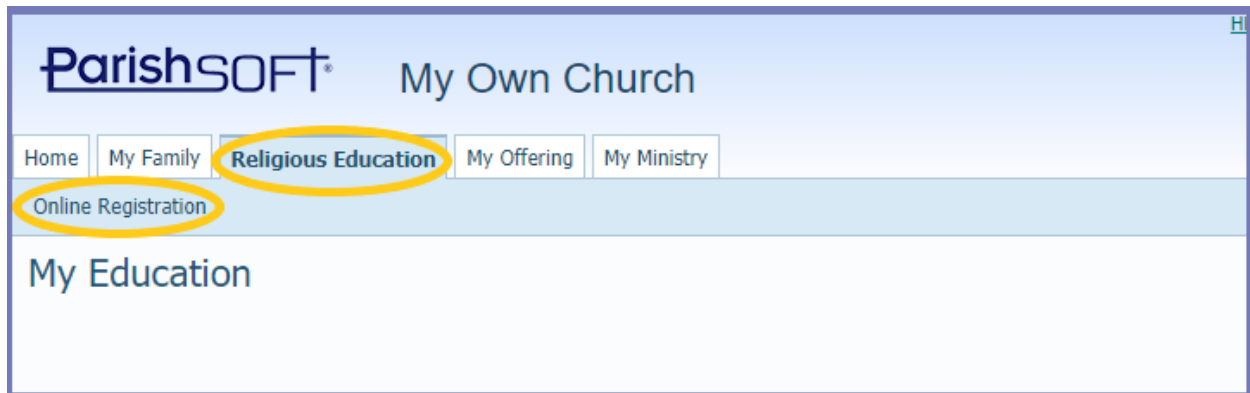 ParishSOFT® My Own Church
Home My Family Religious Education My Offering My Ministry
Online Registration
My Education